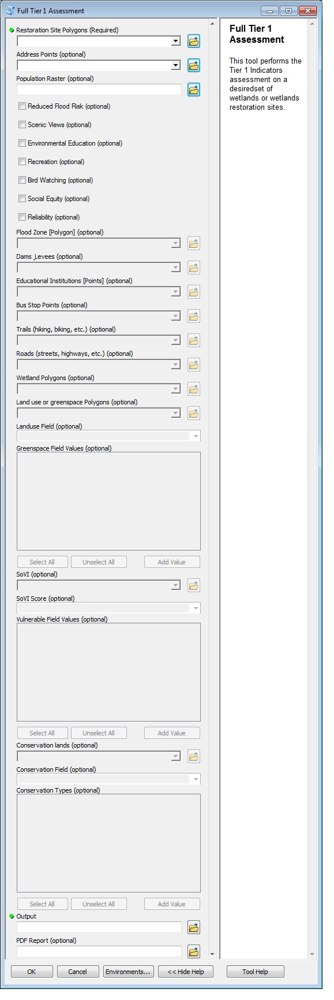 Full Tier 1 Assessment
Restoration Site Polygons (Required)
Address Points (optional)
Population Raster (optional)
Reduced Flood Risk (optional)
Scenic Views (optional)
Environmental Education (optional)
Recreation (optional)
Bird Watching (optional)
Social Equity (optional)
Reliability (optional)
Flood Zone [Polygon] (optional)
Dams_Levees (optional)
Educational Institutions [Points] (optional)
Bus Stop Points (optional)
Trails (hiking, biking, etc.) (optional)
Roads (streets, highways, etc.) (optional)
Wetland Polygons (optional)
Land use or greenspace Polygons (optional)
Landuse Field (optional)
Greenspace Field Values (optional)
Select All Unselect All Add Value
SoVI (optional)
SoVI Score (optional)
Vulnerable Field Values (optional)
Select All Unselect All Add Value
Conservation lands (optional)
Conservation Field (optional)
Conservation Types (optional)
Select All Unselect All Add Value
Output
PDF Report (optional)
Full Tier 1
Assessment
This tool performs the
Tier 1 Indicators
assessment on a
desiredset of
wetlands or wetlands
restoration sites.
OK Cancel Environments... << Hide Help Tool Help